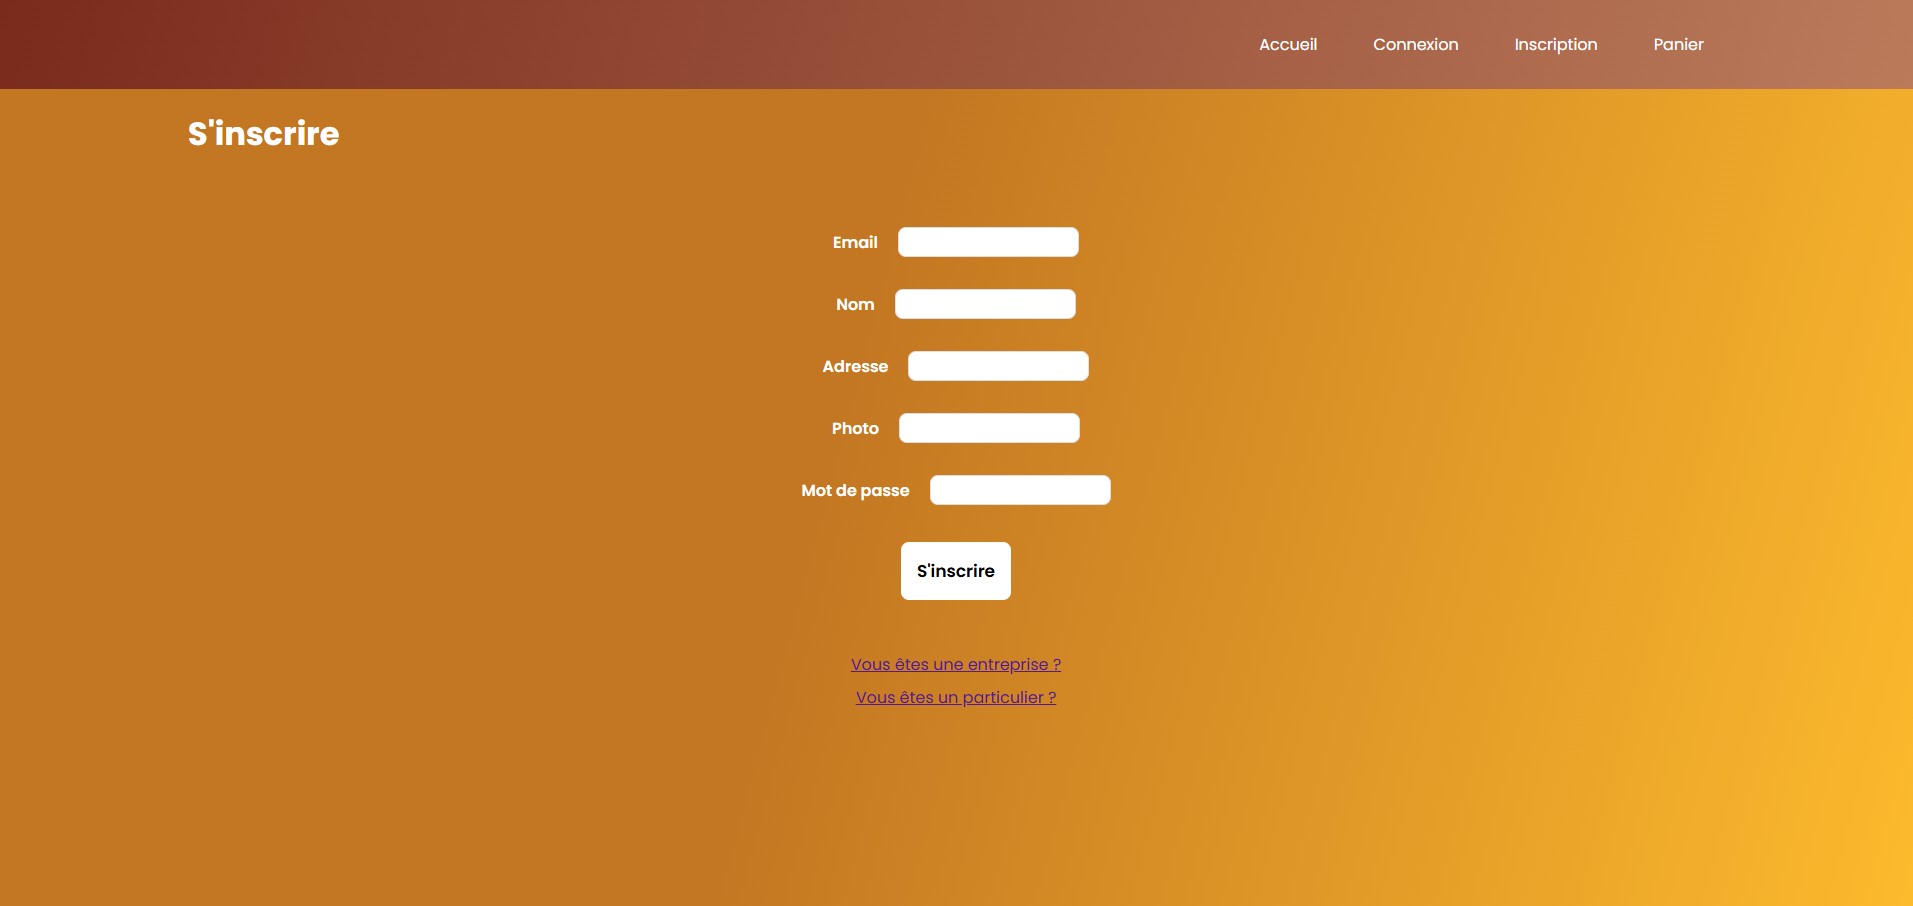 Accueil Connexion Inscription Panier
S'inscrire
Email
Nom
Adresse
Photo
Mot de passe
S'inscrire
Vous êtes une entreprise ?
Vous êtes un particulier ?